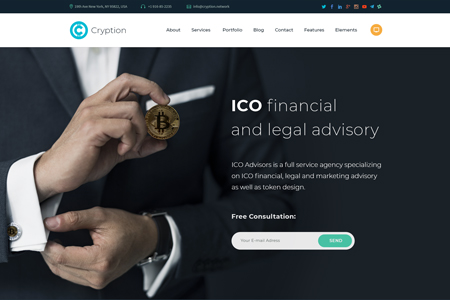 Cryption
About
Services
Portfolio
Blog
Contact
Features
Elements
ICO financial
and legal advisory
ICO Advisors is a full service agency specializing
on ICO financial, legal and marketing advisory
as well as token design.
Free Consultation:
Your E-mail Adress
SEND